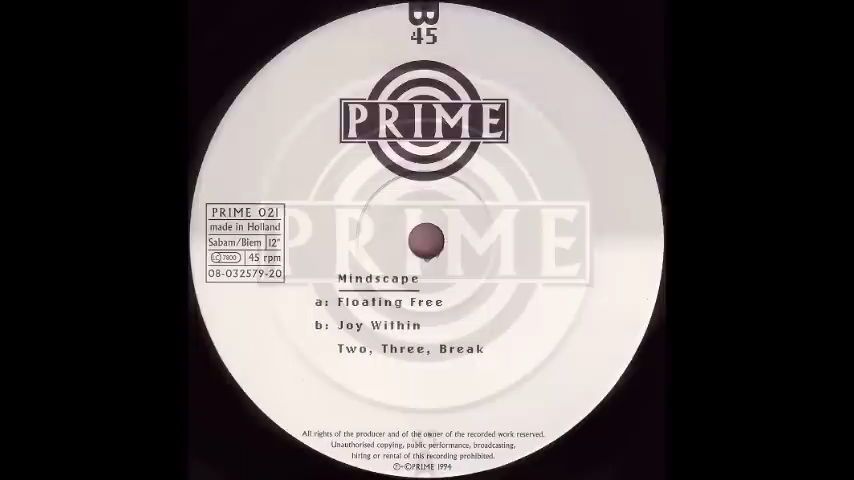 B
45
PRIME
PRIME
PRIME 021
made in Holland
Sabam/Biem 12"
LC 7800 45 rpm
08-032579-20
Mindscape
a: Floating Free
b: Joy Within
Two, Three, Break
All rights of the producer and of the owner of the recorded work reserved.
Unauthorised copying, public performance, broadcasting,
hiring or rental of this recording prohibited.
℗+©PRIME 1994